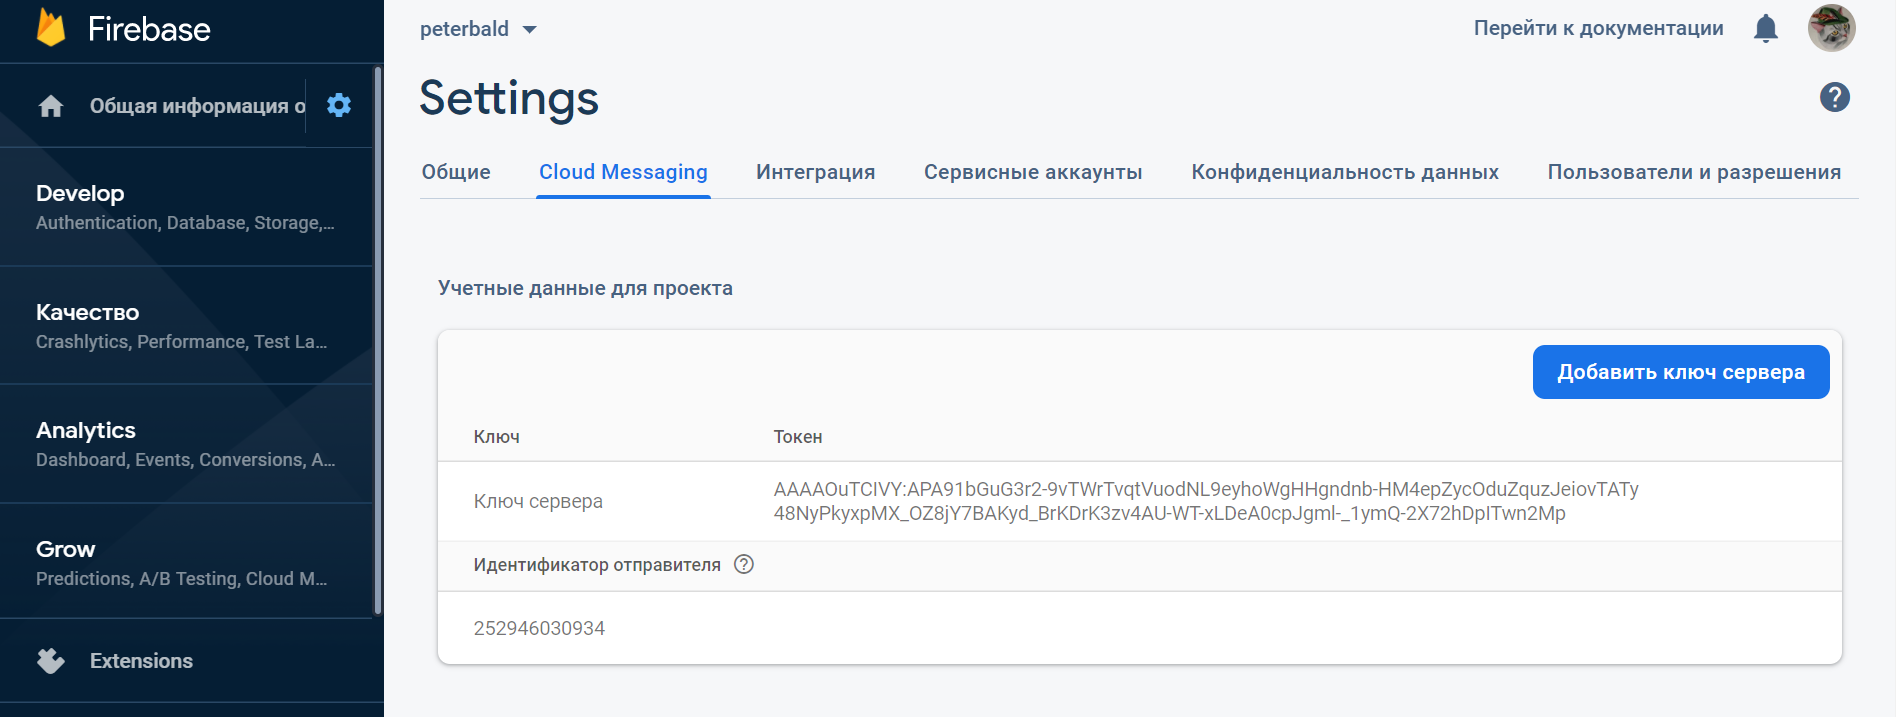 Firebase
Общая информация о
Develop
Authentication, Database, Storage,...
Качество
Crashlytics, Performance, Test La...
Analytics
Dashboard, Events, Conversions, A...
Grow
Predictions, A/B Testing, Cloud M...
Extensions
peterbald
Перейти к документации
Settings
Общие
Cloud Messaging
Интеграция
Сервисные аккаунты
Конфиденциальность данных
Пользователи и разрешения
Учетные данные для проекта
Добавить ключ сервера
Ключ Токен
Ключ сервера
AAAAOuTCIVY:APA91bGuG3r2-9vTWrTvqtVuodNL9eyhoWgHHgndnb-HM4epZycOduZquzJeiovTATy
48NyPkyxpMX_OZ8jY7BAKyd_BrKDrK3zv4AU-WT-xLDeA0cpJgml-_1ymQ-2X72hDpITwn2Mp
Идентификатор отправителя
252946030934